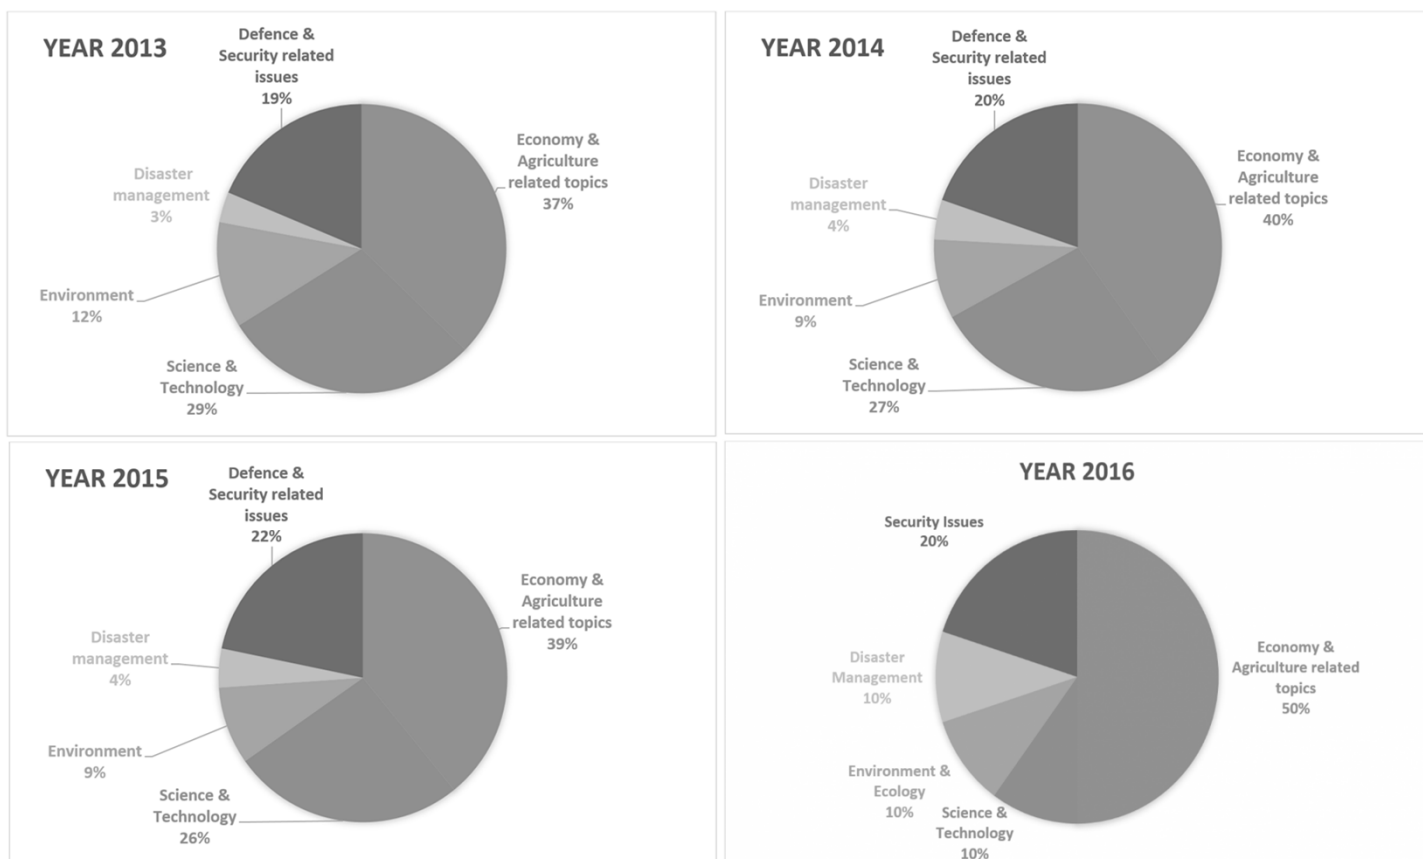 YEAR 2013
Defence &
Security related
issues
19%
Economy &
Agriculture
related topics
37%
Disaster
management
3%
Environment
12%
Science &
Technology
29%
YEAR 2014
Defence &
Security related
issues
20%
Economy &
Agriculture
related topics
40%
Disaster
management
4%
Environment
9%
Science &
Technology
27%
YEAR 2015
Defence &
Security related
issues
22%
Economy &
Agriculture
related topics
39%
Disaster
management
4%
Environment
9%
Science &
Technology
26%
YEAR 2016
Security Issues
20%
Economy &
Agriculture related
topics
50%
Disaster
Management
10%
Environment &
Ecology
10%
Science &
Technology
10%